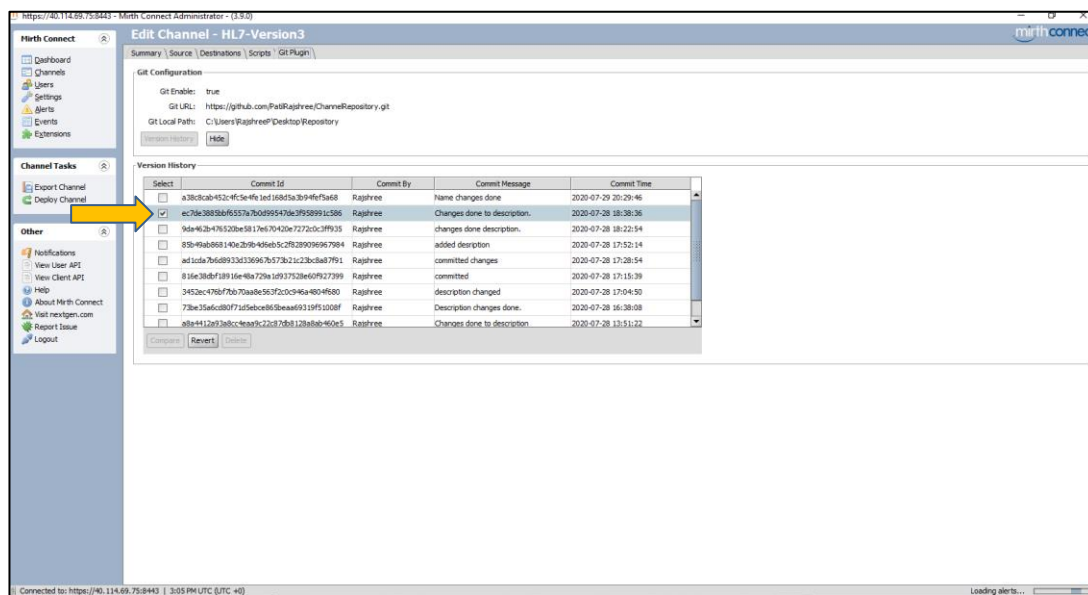 https://40.114.69.75:8443 - Mirth Connect Administrator - (3.9.0)
Mirth Connect
Dashboard
Channels
Users
Settings
Alerts
Events
Extensions
Channel Tasks
Export Channel
Deploy Channel
Other
Notifications
View User API
View Client API
Help
About Mirth Connect
Visit nextgen.com
Report Issue
Logout
Edit Channel - HL7-Version3
mirth connec
Summary Source Destinations Scripts Git Plugin
Git Configuration
Git Enable: true
Git URL: https://github.com/PatilRajshree/ChannelRepository.git
Git Local Path: C:\Users\RajshreeP\Desktop\Repository
Version History Hide
Version History
Select Commit Id Commit By Commit Message Commit Time
a38c8cab452c4fc5e4fe1ed168d5a3b94fef5a68 Rajshree Name changes done 2020-07-29 20:29:46
ec7de3885bbf6557a7b0d99547de3f958991c586 Rajshree Changes done to description. 2020-07-28 18:38:36
9da462b476520be5817e670420e7272c0c3ff935 Rajshree changes done description. 2020-07-28 18:22:54
85b49ab868140e2b9b4d6eb5c2f8289096967984 Rajshree added desription 2020-07-28 17:52:14
ad1cda7b6d8933d336967b573b21c23bc8a87f91 Rajshree committed changes 2020-07-28 17:28:54
816e38dbf18916e48a729a1d937528e60f927399 Rajshree committed 2020-07-28 17:15:39
3452ec476bf7bb70aa8e563f2c0c946a4804f680 Rajshree description changed 2020-07-28 17:04:50
73be35a6cd80f71d5ebce865beaa69319f51008f Rajshree Description changes done. 2020-07-28 16:38:08
a8a4412a93a8cc4eaa9c22c87db8128a8ab460e5 Rajshree Changes done to description 2020-07-28 13:51:22
Compare Revert Delete
Connected to: https://40.114.69.75:8443 | 3:05 PM UTC (UTC +0)
Loading alerts...